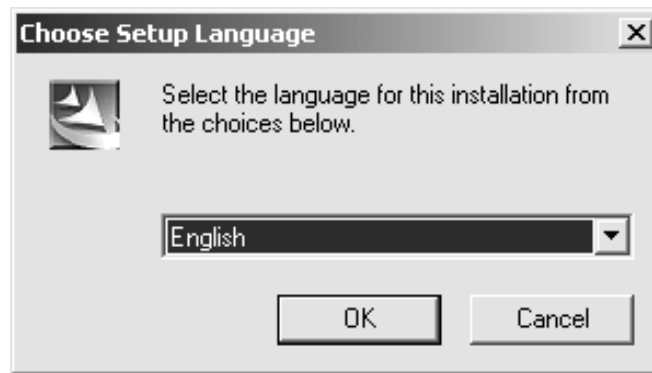 Choose Setup Language
Select the language for this installation from
the choices below.
English
OK
Cancel